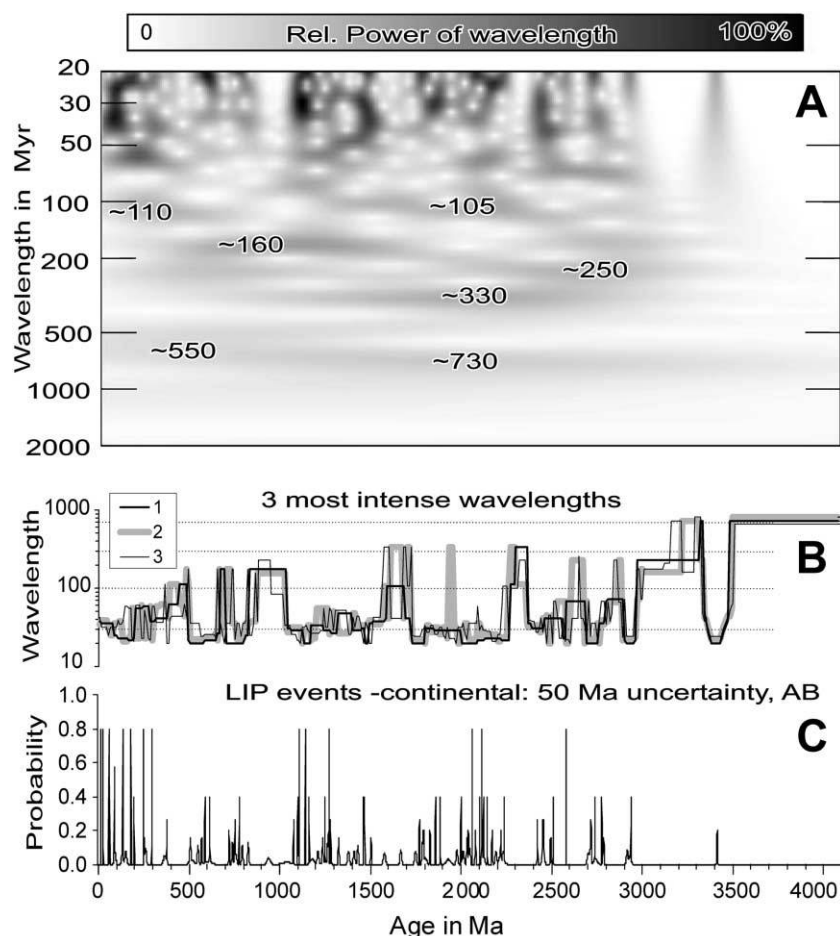 0 Rel. Power of wavelength 100%
A
Wavelength in Myr
20
30
50
100
200
500
1000
2000
~110
~105
~160
~250
~330
~550
~730
B
3 most intense wavelengths
1
2
3
Wavelength
1000
100
10
C
LIP events -continental: 50 Ma uncertainty, AB
Probability
1.0
0.8
0.6
0.4
0.2
0.0
0 500 1000 1500 2000 2500 3000 3500 4000
Age in Ma